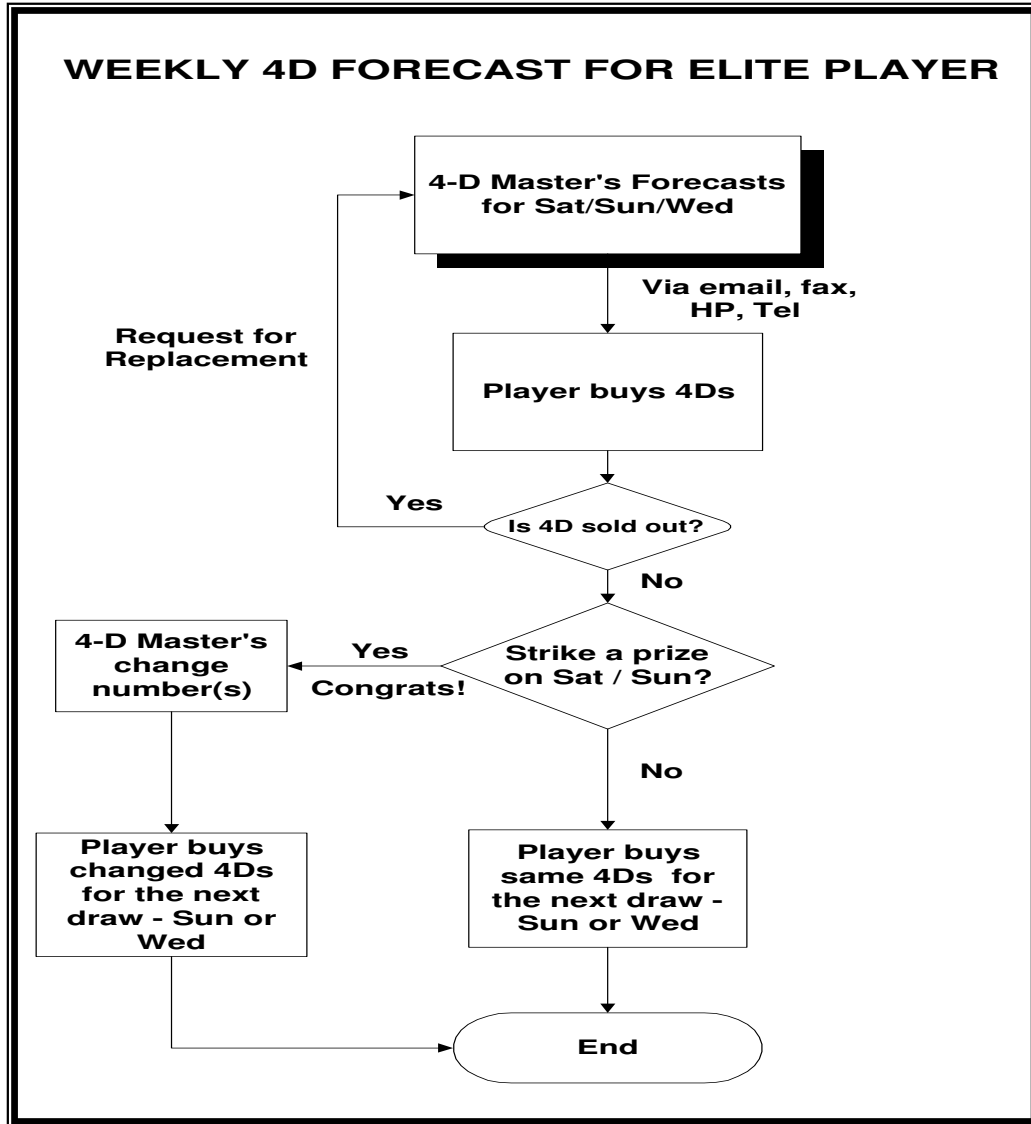 WEEKLY 4D FORECAST FOR ELITE PLAYER
4-D Master's Forecasts
for Sat/Sun/Wed
Via email, fax,
HP, Tel
Request for
Replacement
Player buys 4Ds
Yes
Is 4D sold out?
No
4-D Master's
change
number(s)
Yes
Congrats!
Strike a prize
on Sat / Sun?
No
Player buys
changed 4Ds
for the next
draw - Sun or
Wed
Player buys
same 4Ds for
the next draw -
Sun or Wed
End